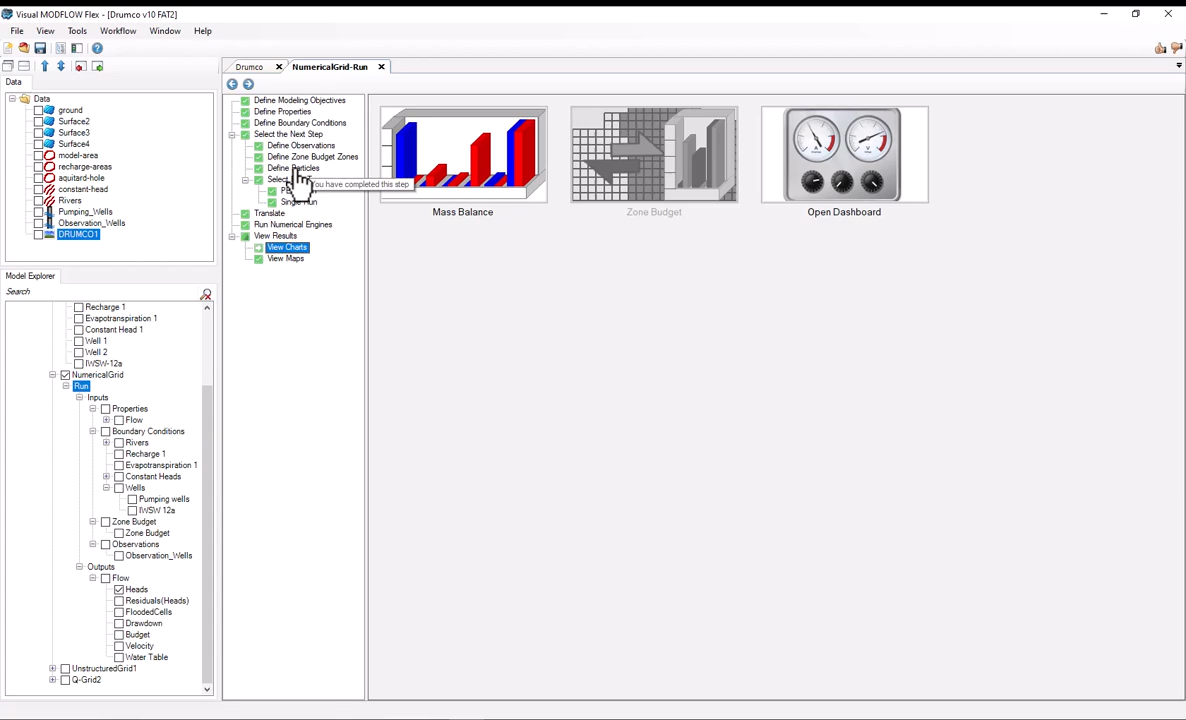 Visual MODFLOW Flex - [Drumco v10 FAT2]
File View Tools Workflow Window Help
Data
Data
ground
Surface2
Surface3
Surface4
model-area
recharge-areas
aquitard-hole
constant-head
Rivers
Pumping_Wells
Observation_Wells
DRUMCO1
Model Explorer
Search
Recharge 1
Evapotranspiration 1
Constant Head 1
Well 1
Well 2
IWSW-12a
NumericalGrid
Run
Inputs
Properties
Flow
Boundary Conditions
Rivers
Recharge 1
Evapotranspiration 1
Constant Heads
Wells
Pumping wells
IWSW 12a
Zone Budget
Zone Budget
Observations
Observation_Wells
Outputs
Flow
Heads
Residuals(Heads)
FloodedCells
Drawdown
Budget
Velocity
Water Table
UnstructuredGrid1
Q-Grid2
Drumco NumericalGrid-Run
Define Modeling Objectives
Define Properties
Define Boundary Conditions
Select the Next Step
Define Observations
Define Zone Budget Zones
Define Particles
You have completed this step
Translate
Run Numerical Engines
View Results
View Charts
View Maps
Mass Balance
Zone Budget
Open Dashboard